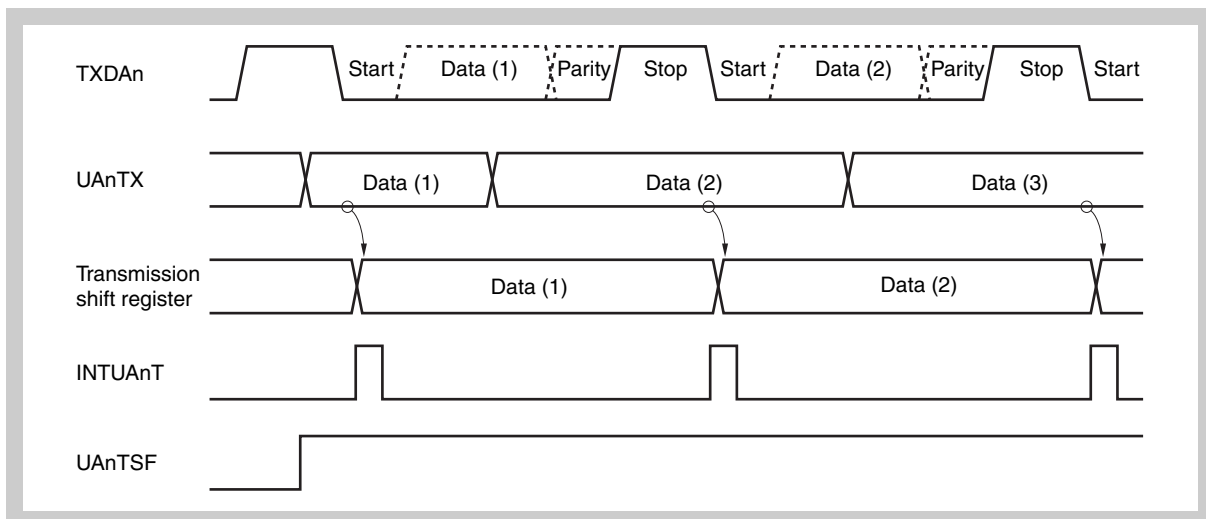 TXDAn
Start Data (1) Parity Stop Start Data (2) Parity Stop Start
UAnTX
Data (1) Data (2) Data (3)
Transmission
shift register
Data (1) Data (2)
INTUAnT
UAnTSF